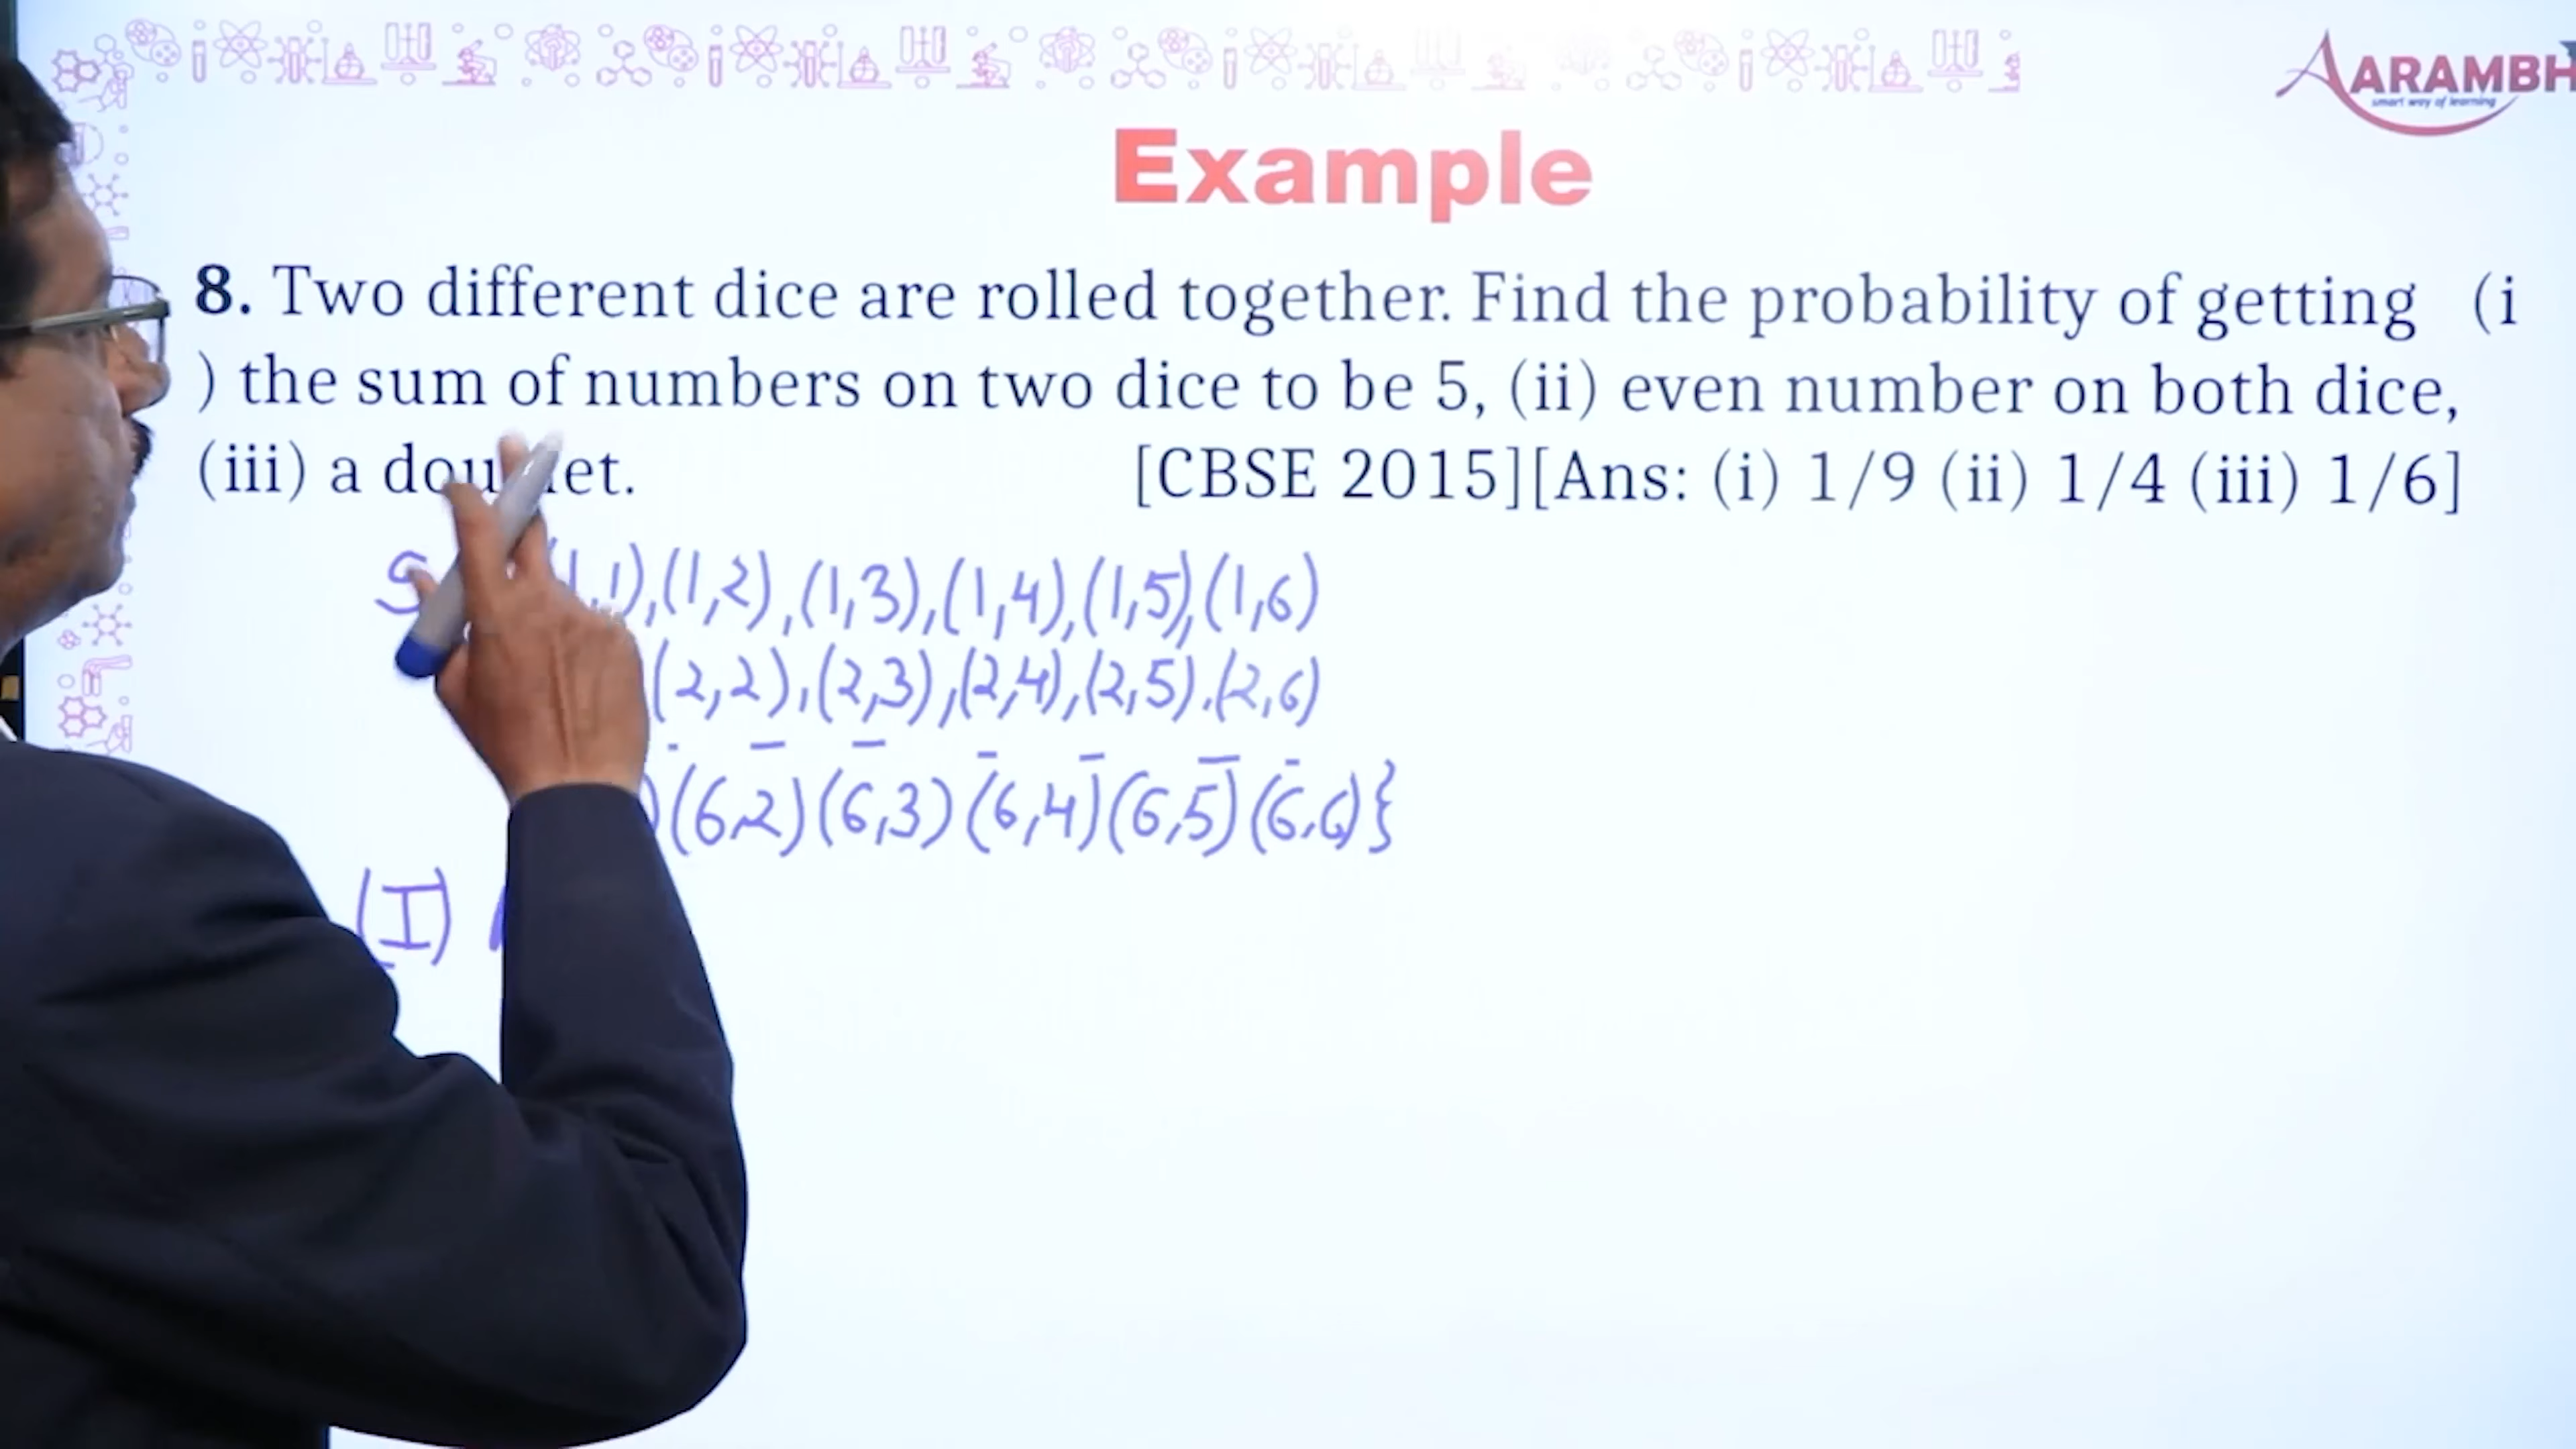 AARAMBH
smart way of learning
Example
8. Two different dice are rolled together. Find the probability of getting (i
) the sum of numbers on two dice to be 5, (ii) even number on both dice,
(iii) a [CBSE 2015][Ans: (i) 1/9 (ii) 1/4 (iii) 1/6]
S ,1),(1,2),(1,3),(1,4),(1,5),(1,6)
(2,2),(2,3),(2,4),(2,5).(2,6)
)(6,2)(6,3)(6,4)(6,5)(6,6)}
(I)